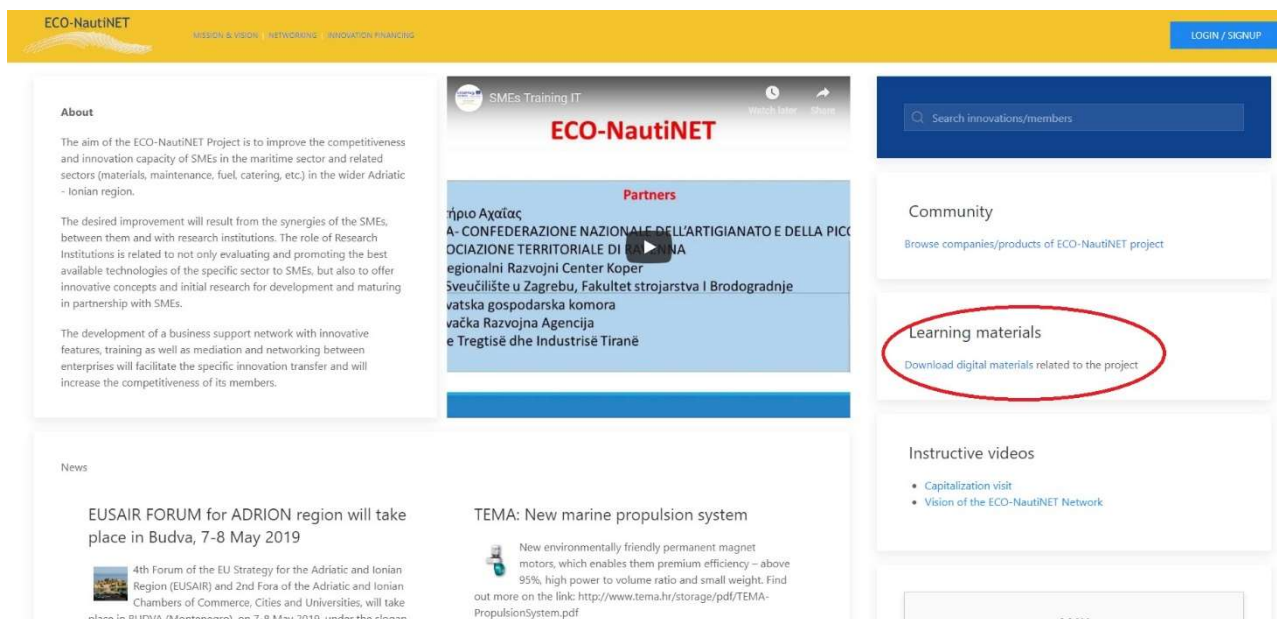 ECO-NautiNET
MISSION & VISION | NETWORKING | INNOVATION FINANCING
LOGIN / SIGNUP
About
The aim of the ECO-NautiNET Project is to improve the competitiveness
and innovation capacity of SMEs in the maritime sector and related
sectors (materials, maintenance, fuel, catering, etc.) in the wider Adriatic
- Ionian region.
The desired improvement will result from the synergies of the SMEs,
between them and with research institutions. The role of Research
Institutions is related to not only evaluating and promoting the best
available technologies of the specific sector to SMEs, but also to offer
innovative concepts and initial research for development and maturing
in partnership with SMEs.
The development of a business support network with innovative
features, training as well as mediation and networking between
enterprises will facilitate the specific innovation transfer and will
increase the competitiveness of its members.
SMEs Training IT
Watch later
Share
ECO-NautiNET
Partners
τήριο Αχαΐας
A- CONFEDERAZIONE NAZIONALE DELL'ARTIGIANATO E DELLA PICC
OCIAZIONE TERRITORIALE DI RAVENNA
egionalni Razvojni Center Koper
Sveučilište u Zagrebu, Fakultet strojarstva I Brodogradnje
vatska gospodarska komora
vačka Razvojna Agencija
e Tregtisë dhe Industrisë Tiranë
Search innovations/members
Community
Browse companies/products of ECO-NautiNET project
Learning materials
Download digital materials related to the project
Instructive videos
• Capitalization visit
• Vision of the ECO-NautiNET Network
News
EUSAIR FORUM for ADRION region will take
place in Budva, 7-8 May 2019
4th Forum of the EU Strategy for the Adriatic and Ionian
Region (EUSAIR) and 2nd Fora of the Adriatic and Ionian
Chambers of Commerce, Cities and Universities, will take
place in BUDVA (Montenegro), on 7-8 May 2019, under the slogan
TEMA: New marine propulsion system
New environmentally friendly permanent magnet
motors, which enables them premium efficiency – above
95%, high power to volume ratio and small weight. Find
out more on the link: http://www.tema.hr/storage/pdf/TEMA-
PropulsionSystem.pdf